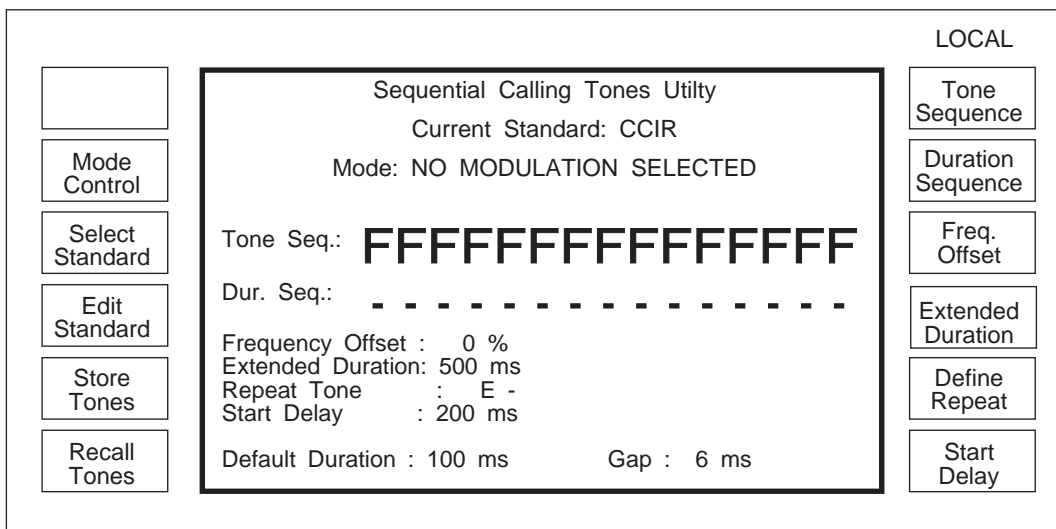 LOCAL
Sequential Calling Tones Utilty
Current Standard: CCIR
Mode: NO MODULATION SELECTED
Tone Seq.: FFFFFFFFFFFFFFF
Dur. Seq.: - - - - - - - - - - - - - - -
Frequency Offset : 0 %
Extended Duration: 500 ms
Repeat Tone : E -
Start Delay : 200 ms
Default Duration : 100 ms Gap : 6 ms
Mode
Control
Select
Standard
Edit
Standard
Store
Tones
Recall
Tones
Tone
Sequence
Duration
Sequence
Freq.
Offset
Extended
Duration
Define
Repeat
Start
Delay